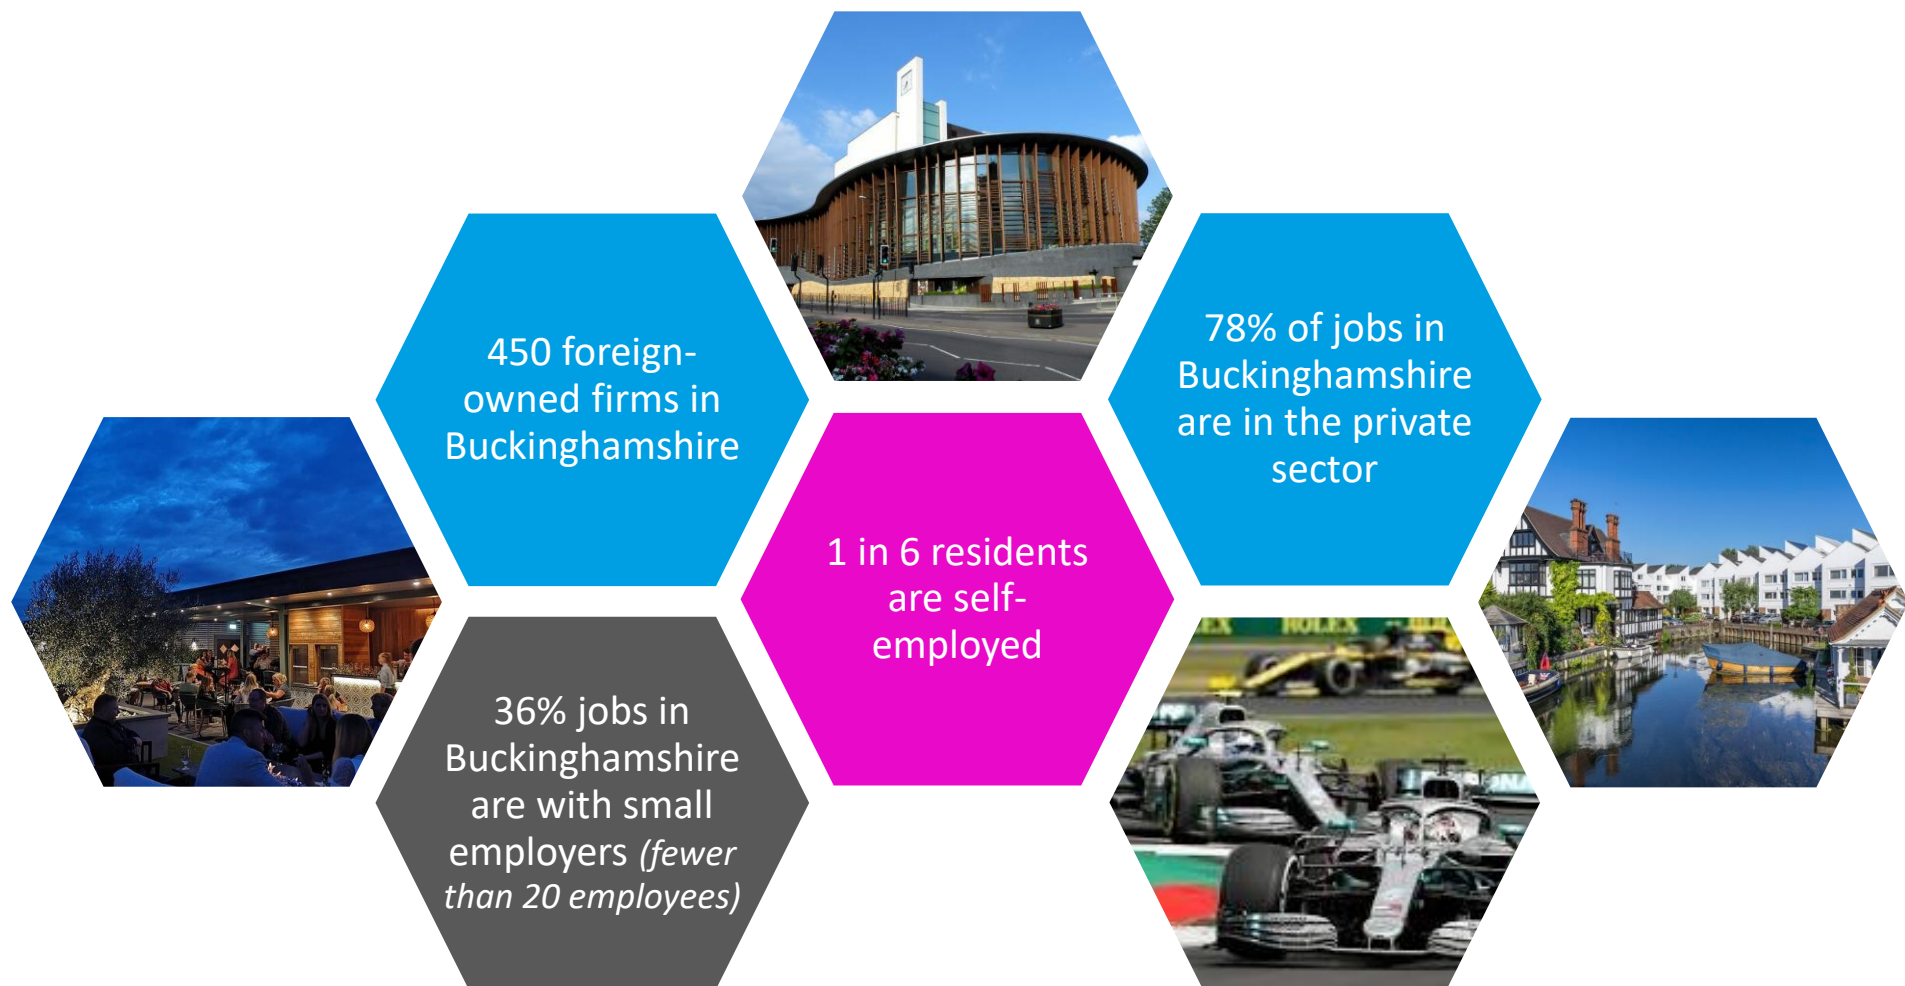 450 foreign-
owned firms in
Buckinghamshire
78% of jobs in
Buckinghamshire
are in the private
sector
1 in 6 residents
are self-
employed
36% jobs in
Buckinghamshire
are with small
employers (fewer
than 20 employees)
ROLEX